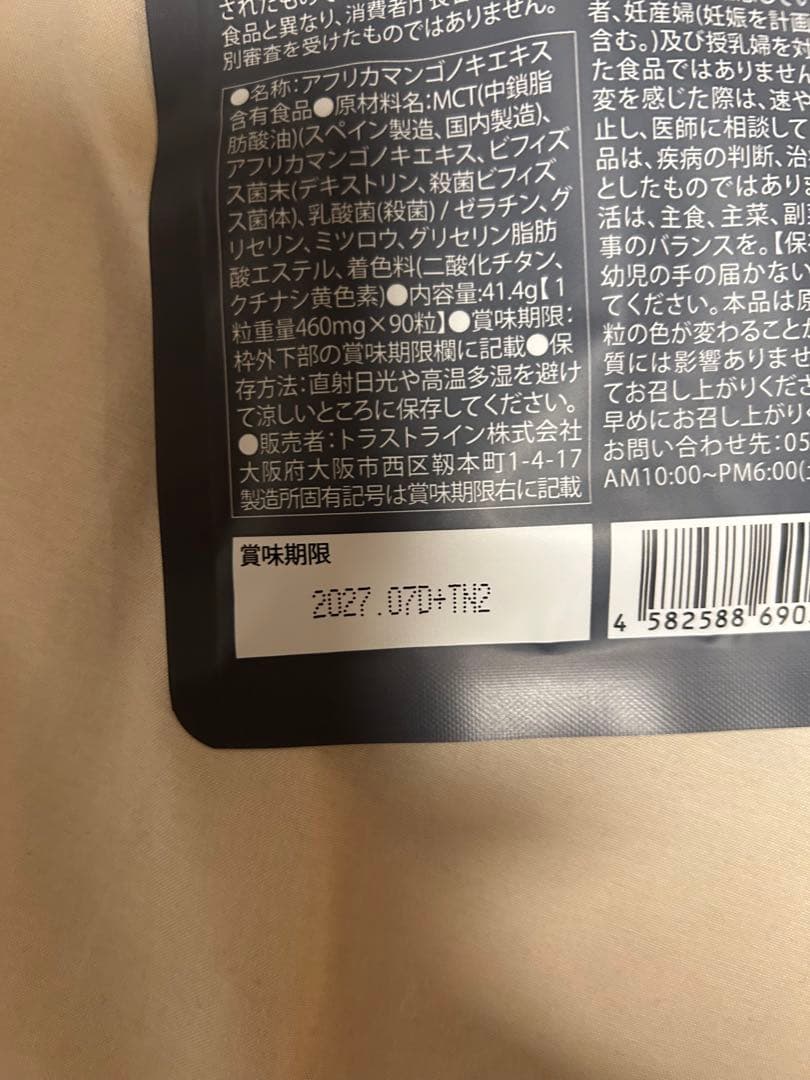 食品と異なり、消費者庁長
別審査を受けたものではありません。
●名称:アフリカマンゴノキエキス
含有食品●原材料名:MCT(中鎖脂
肪酸油)(スペイン製造、国内製造)、
アフリカマンゴノキエキス、ビフィズ
ス菌末(デキストリン、殺菌ビフィズ
ス菌体)、乳酸菌(殺菌) / ゼラチン、グ
リセリン、ミツロウ、グリセリン脂肪
酸エステル、着色料(二酸化チタン、
クチナシ黄色素)●内容量:41.4g【1
粒重量460mg×90粒】●賞味期限:
枠外下部の賞味期限欄に記載●保
存方法:直射日光や高温多湿を避け
て涼しいところに保存してください。
●販売者:トラストライン株式会社
大阪府大阪市西区靱本町1-4-17
製造所固有記号は賞味期限右に記載
者、妊産婦(妊娠を計画
含む。)及び授乳婦を対
た食品ではありません
変を感じた際は、速や
止し、医師に相談して
品は、疾病の判断、治
としたものではありま
活は、主食、主菜、副
事のバランスを。【保
幼児の手の届かない
てください。本品は原
粒の色が変わることが
質には影響ありませ
てお召し上がりくださ
早めにお召し上がり
お問い合わせ先:05
AM10:00~PM6:00(
賞味期限
2027.07D+TN2
4 582588 690